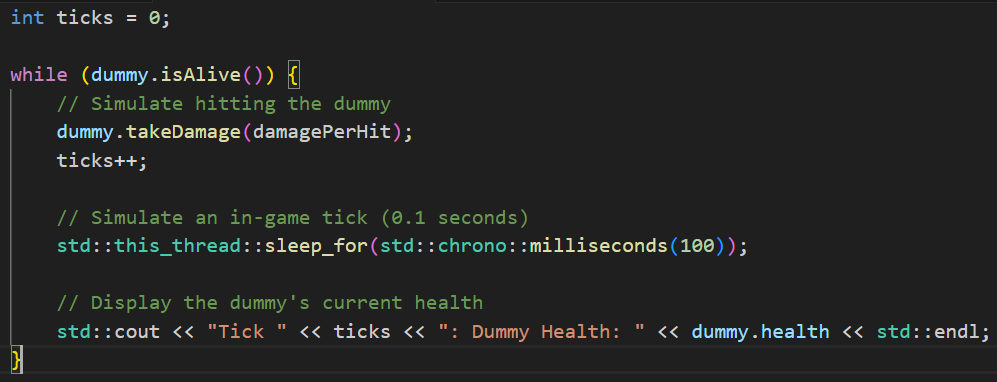 int ticks = 0;
while (dummy.isAlive()) {
// Simulate hitting the dummy
dummy.takeDamage(damagePerHit);
ticks++;
// Simulate an in-game tick (0.1 seconds)
std::this_thread::sleep_for(std::chrono::milliseconds(100));
// Display the dummy's current health
std::cout << "Tick " << ticks << ": Dummy Health: " << dummy.health << std::endl;
}